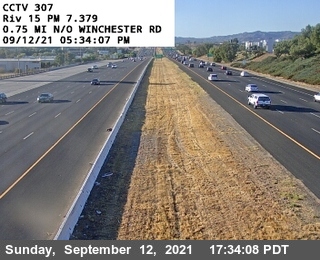 CCTV 307
Riv 15 PM 7.379
0.75 MI N/O WINCHESTER RD
09/12/21 05:34:07 PM
Sunday, September 12, 2021 17:34:08 PDT